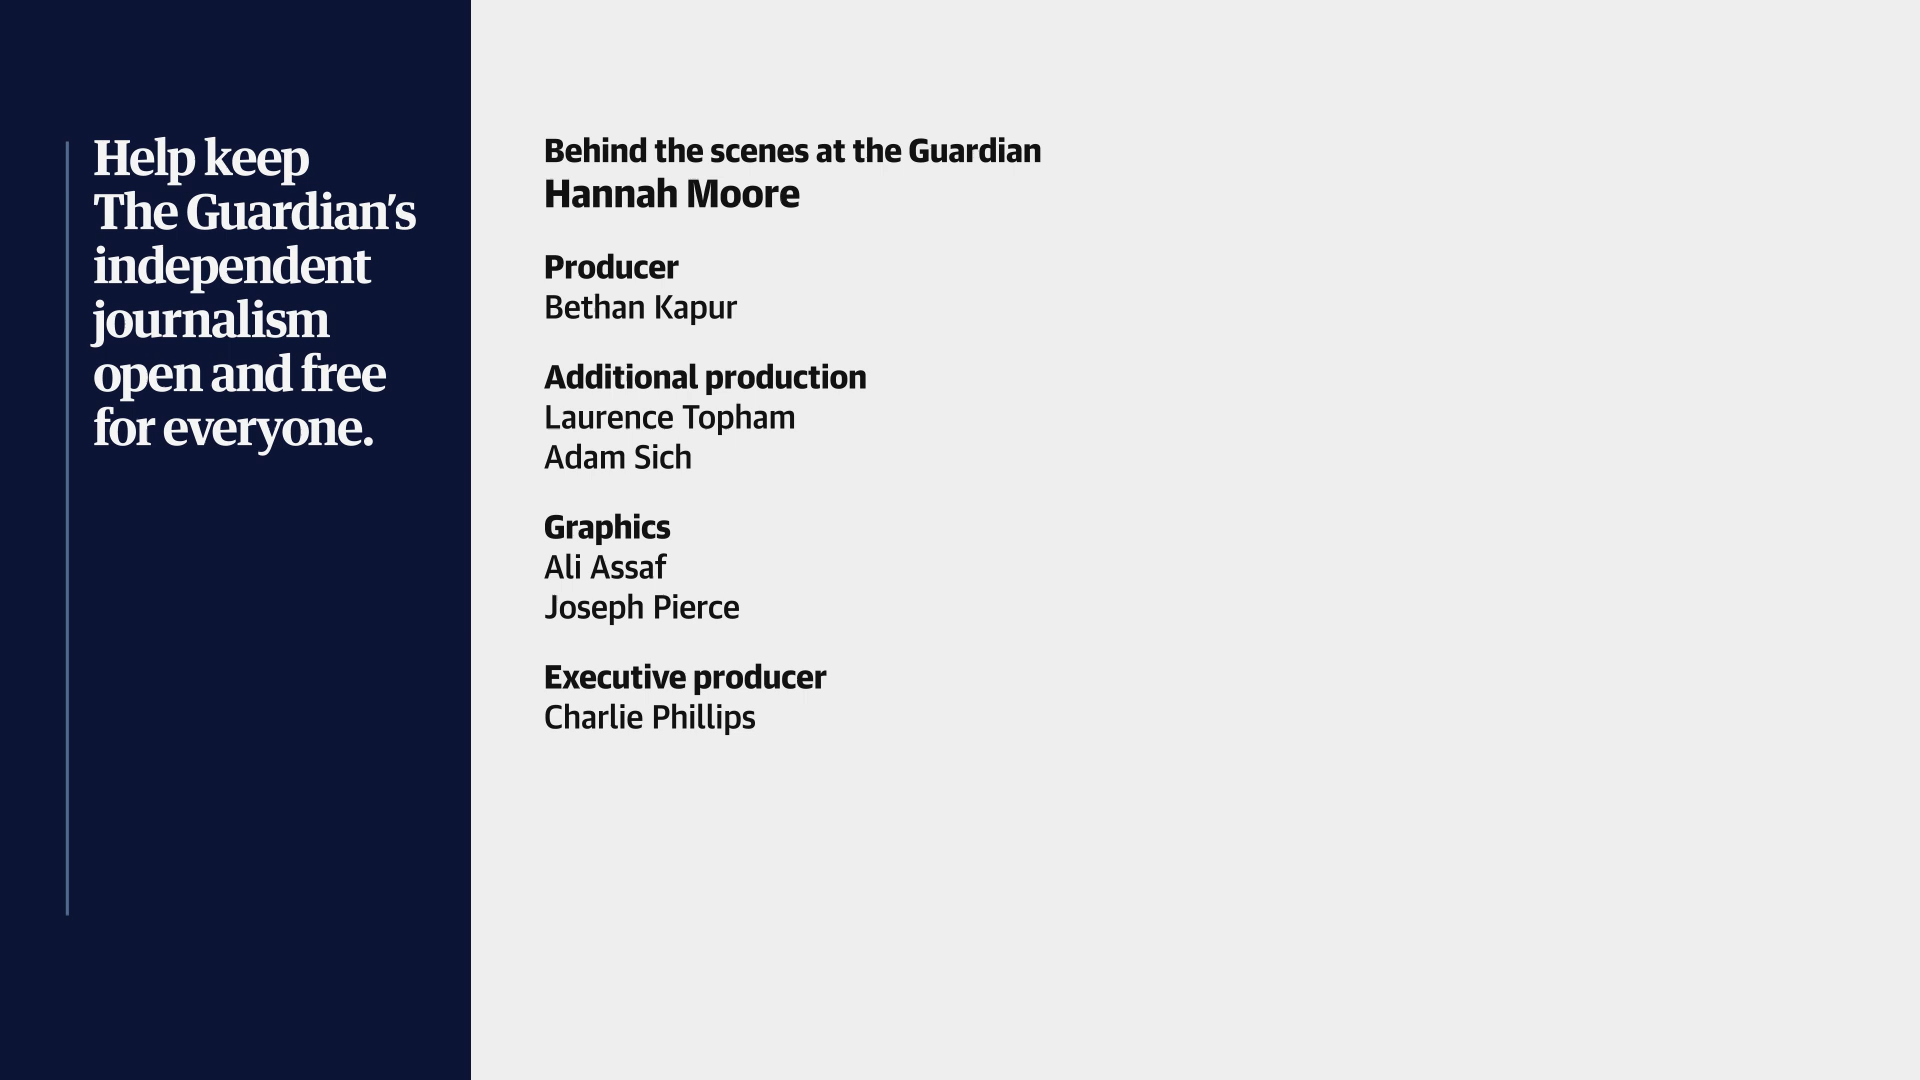 Help keep
The Guardian’s
independent
journalism
open and free
for everyone.
Behind the scenes at the Guardian
Hannah Moore
Producer
Bethan Kapur
Additional production
Laurence Topham
Adam Sich
Graphics
Ali Assaf
Joseph Pierce
Executive producer
Charlie Phillips